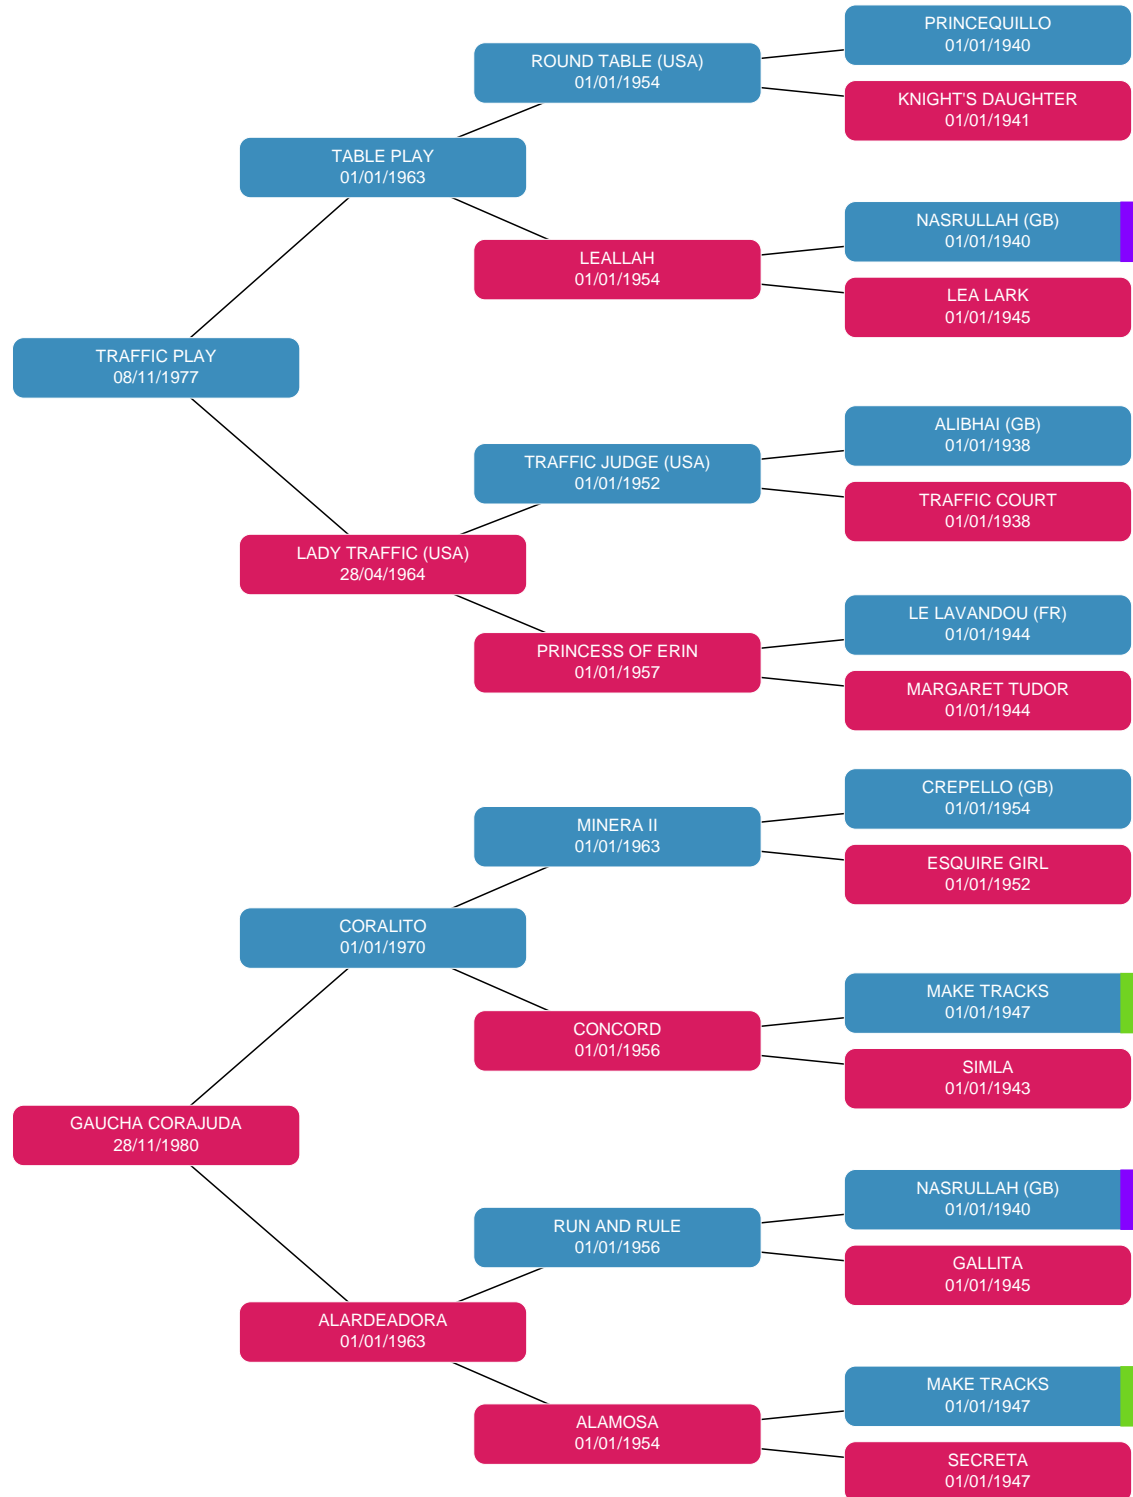 PRINCEQUILLO
01/01/1940
ROUND TABLE (USA)
01/01/1954
KNIGHT'S DAUGHTER
01/01/1941
TABLE PLAY
01/01/1963
NASRULLAH (GB)
01/01/1940
LEALLAH
01/01/1954
LEA LARK
01/01/1945
TRAFFIC PLAY
08/11/1977
ALIBHAI (GB)
01/01/1938
TRAFFIC JUDGE (USA)
01/01/1952
TRAFFIC COURT
01/01/1938
LADY TRAFFIC (USA)
28/04/1964
LE LAVANDOU (FR)
01/01/1944
PRINCESS OF ERIN
01/01/1957
MARGARET TUDOR
01/01/1944
CREPELLO (GB)
01/01/1954
MINERA II
01/01/1963
ESQUIRE GIRL
01/01/1952
CORALITO
01/01/1970
MAKE TRACKS
01/01/1947
CONCORD
01/01/1956
SIMLA
01/01/1943
GAUCHA CORAJUDA
28/11/1980
NASRULLAH (GB)
01/01/1940
RUN AND RULE
01/01/1956
GALLITA
01/01/1945
ALARDEADORA
01/01/1963
MAKE TRACKS
01/01/1947
ALAMOSA
01/01/1954
SECRETA
01/01/1947